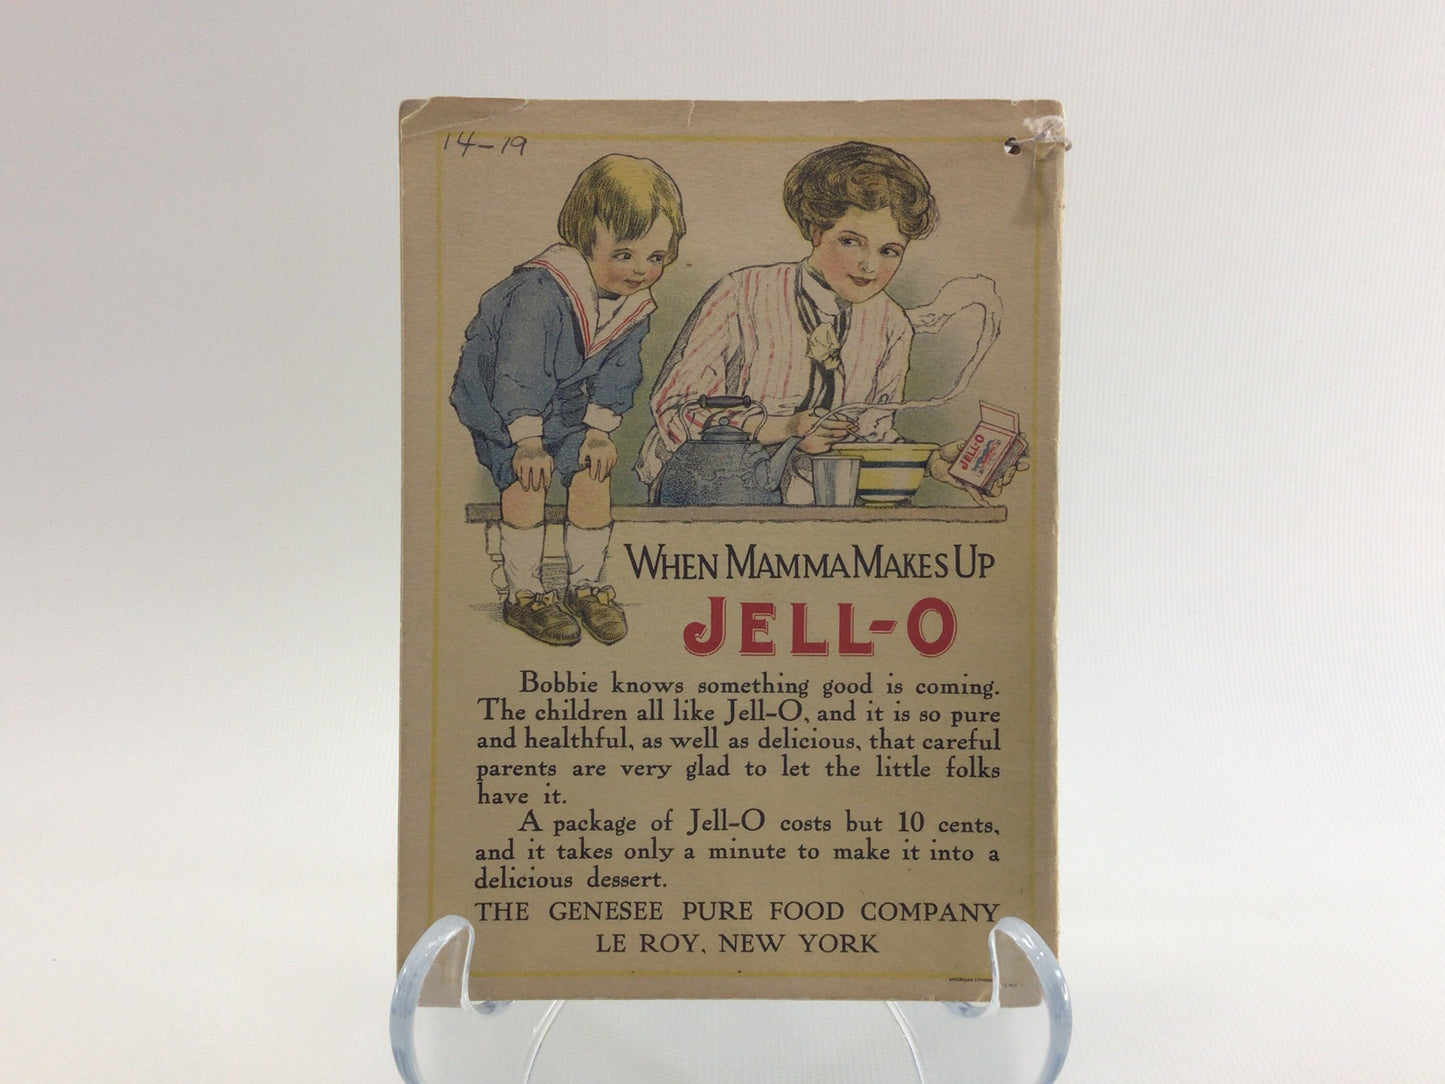 14-19
JELL-O
WHEN MAMMA MAKES UP
JELL-O
Bobbie knows something good is coming.
The children all like Jell-O, and it is so pure
and healthful, as well as delicious, that careful
parents are very glad to let the little folks
have it.
A package of Jell-O costs but 10 cents,
and it takes only a minute to make it into a
delicious dessert.
THE GENESEE PURE FOOD COMPANY
LE ROY, NEW YORK
AMERICAN